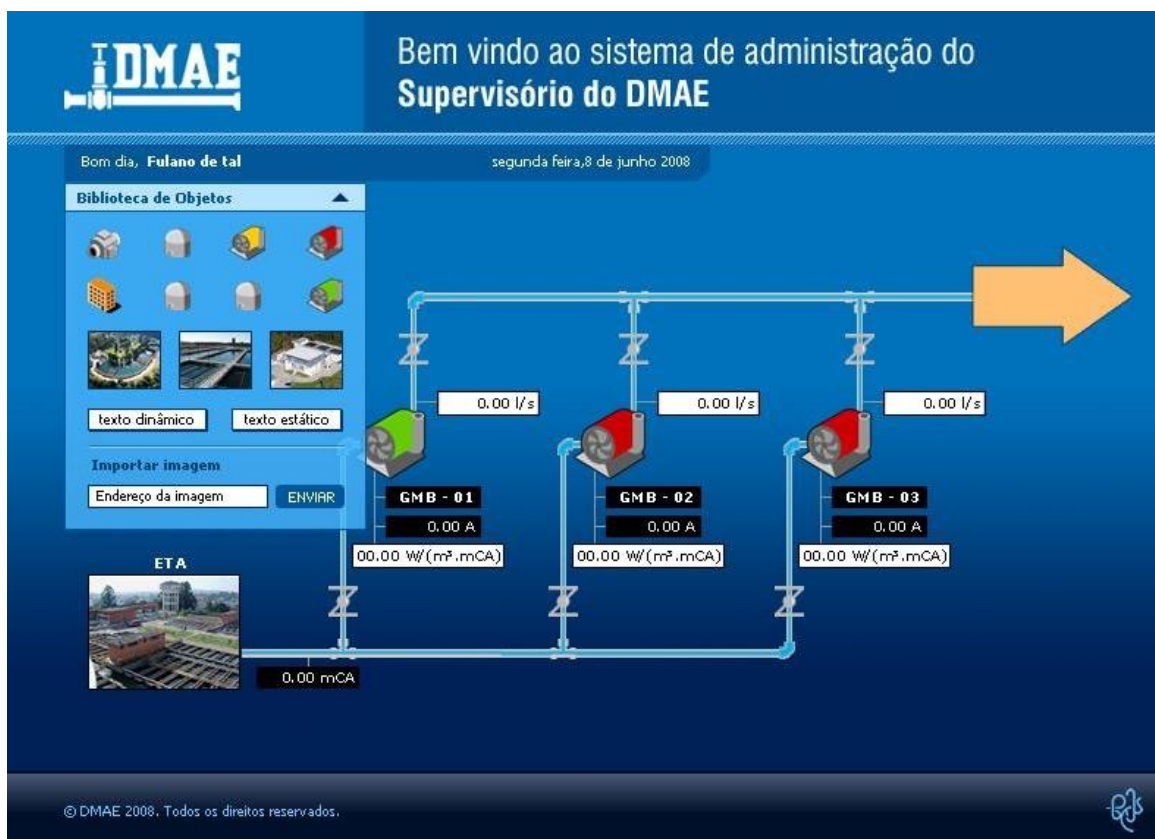 DMAE
Bem vindo ao sistema de administração do
Supervisório do DMAE
Bom dia, Fulano de tal
segunda feira,8 de junho 2008
Biblioteca de Objetos
texto dinâmico
texto estático
Importar imagem
Endereço da imagem
ENVIAR
0.00 l/s
0.00 l/s
0.00 l/s
GMB - 01
GMB - 02
GMB - 03
0.00 A
0.00 A
0.00 A
00.00 W/(m³.mCA)
00.00 W/(m³.mCA)
00.00 W/(m³.mCA)
ETA
0.00 mCA
© DMAE 2008. Todos os direitos reservados.